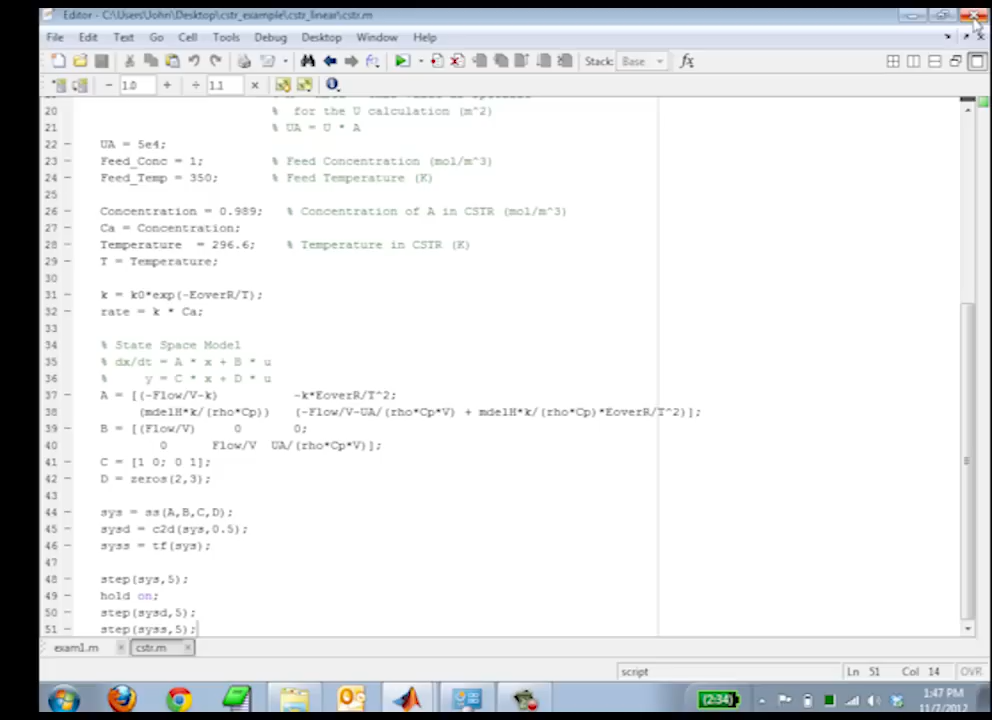 Editor - C:\Users\John\Desktop\cstr_example\cstr_linear\cstr.m
File Edit Text Go Cell Tools Debug Desktop Window Help
Stack: Base fx
− 1.0 + ÷ 1.1 ×
20 % for the U calculation (m^2)
21 % UA = U * A
22 − UA = 5e4;
23 − Feed_Conc = 1; % Feed Concentration (mol/m^3)
24 − Feed_Temp = 350; % Feed Temperature (K)
25
26 − Concentration = 0.989; % Concentration of A in CSTR (mol/m^3)
27 − Ca = Concentration;
28 − Temperature = 296.6; % Temperature in CSTR (K)
29 − T = Temperature;
30
31 − k = k0*exp(-EoverR/T);
32 − rate = k * Ca;
33
34 % State Space Model
35 % dx/dt = A * x + B * u
36 % y = C * x + D * u
37 − A = [(-Flow/V-k) -k*EoverR/T^2;
38 (mdelH*k/(rho*Cp)) (-Flow/V-UA/(rho*Cp*V) + mdelH*k/(rho*Cp)*EoverR/T^2)];
39 − B = [(Flow/V) 0 0;
40 0 Flow/V UA/(rho*Cp*V)];
41 − C = [1 0; 0 1];
42 − D = zeros(2,3);
43
44 − sys = ss(A,B,C,D);
45 − sysd = c2d(sys,0.5);
46 − syss = tf(sys);
47
48 − step(sys,5);
49 − hold on;
50 − step(sysd,5);
51 − step(syss,5);
exam1.m × cstr.m ×
script Ln 51 Col 14 OVR
(2:34) 1:47 PM
11/7/2012